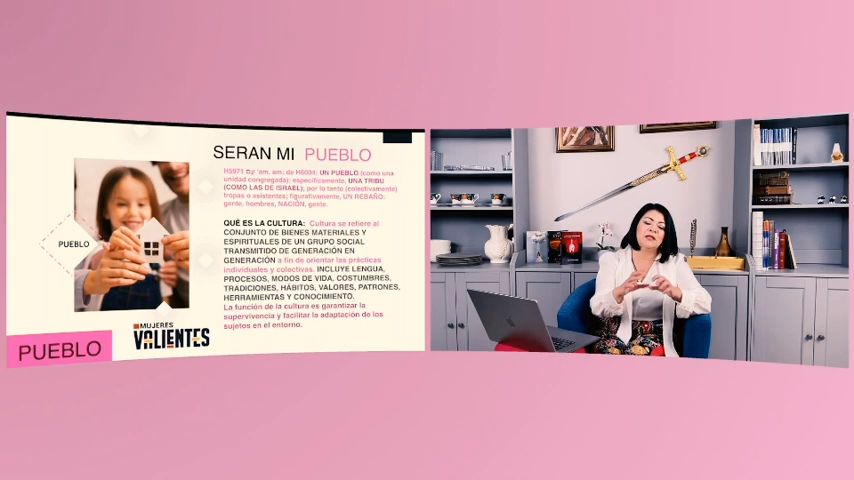 SERAN MI PUEBLO
H5971 עַם ‘am, am; de H6004; UN PUEBLO (como una
unidad congregada); específicamente, UNA TRIBU
(COMO LAS DE ISRAEL); por lo tanto (colectivamente)
tropas o asistentes; figurativamente, UN REBAÑO:
gente, hombres, NACIÓN, gente.
PUEBLO
QUÉ ES LA CULTURA: Cultura se refiere al
CONJUNTO DE BIENES MATERIALES Y
ESPIRITUALES DE UN GRUPO SOCIAL
TRANSMITIDO DE GENERACIÓN EN
GENERACIÓN a fin de orientar las prácticas
individuales y colectivas. INCLUYE LENGUA,
PROCESOS, MODOS DE VIDA, COSTUMBRES,
TRADICIONES, HÁBITOS, VALORES, PATRONES,
HERRAMIENTAS Y CONOCIMIENTO.
La función de la cultura es garantizar la
supervivencia y facilitar la adaptación de los
sujetos en el entorno.
MUJERES
VALIENTES
PUEBLO